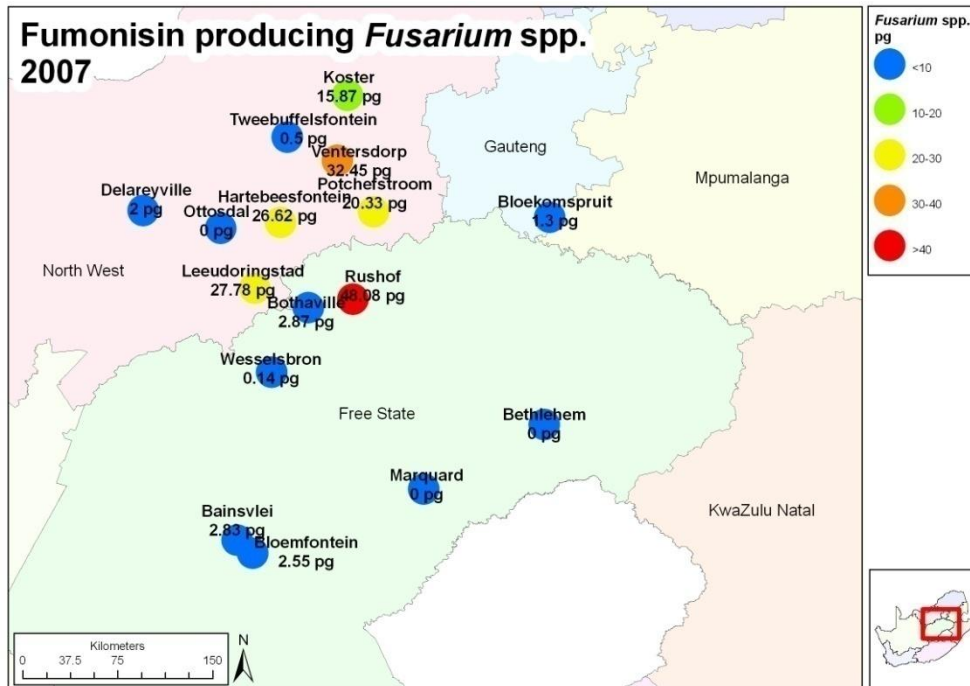 Fumonisin producing Fusarium spp.
2007
Koster
15.87 pg
Tweebuffelsfontein
0.5 pg
Ventersdorp
32.45 pg
Potchefstroom
20.33 pg
Hartebeesfontein
26.62 pg
Delareyville
2 pg
Ottosdal
0 pg
Gauteng
Mpumalanga
Bloekomspruit
1.3 pg
North West
Leeudoringstad
27.78 pg
Rushof
48.08 pg
Bothaville
2.87 pg
Wesselsbron
0.14 pg
Free State
Bethlehem
0 pg
Marquard
0 pg
KwaZulu Natal
Bainsvlei
2.83 pg
Bloemfontein
2.55 pg
Kilometers
0 37.5 75 150
N
Fusarium spp.
pg
<10
10-20
20-30
30-40
>40